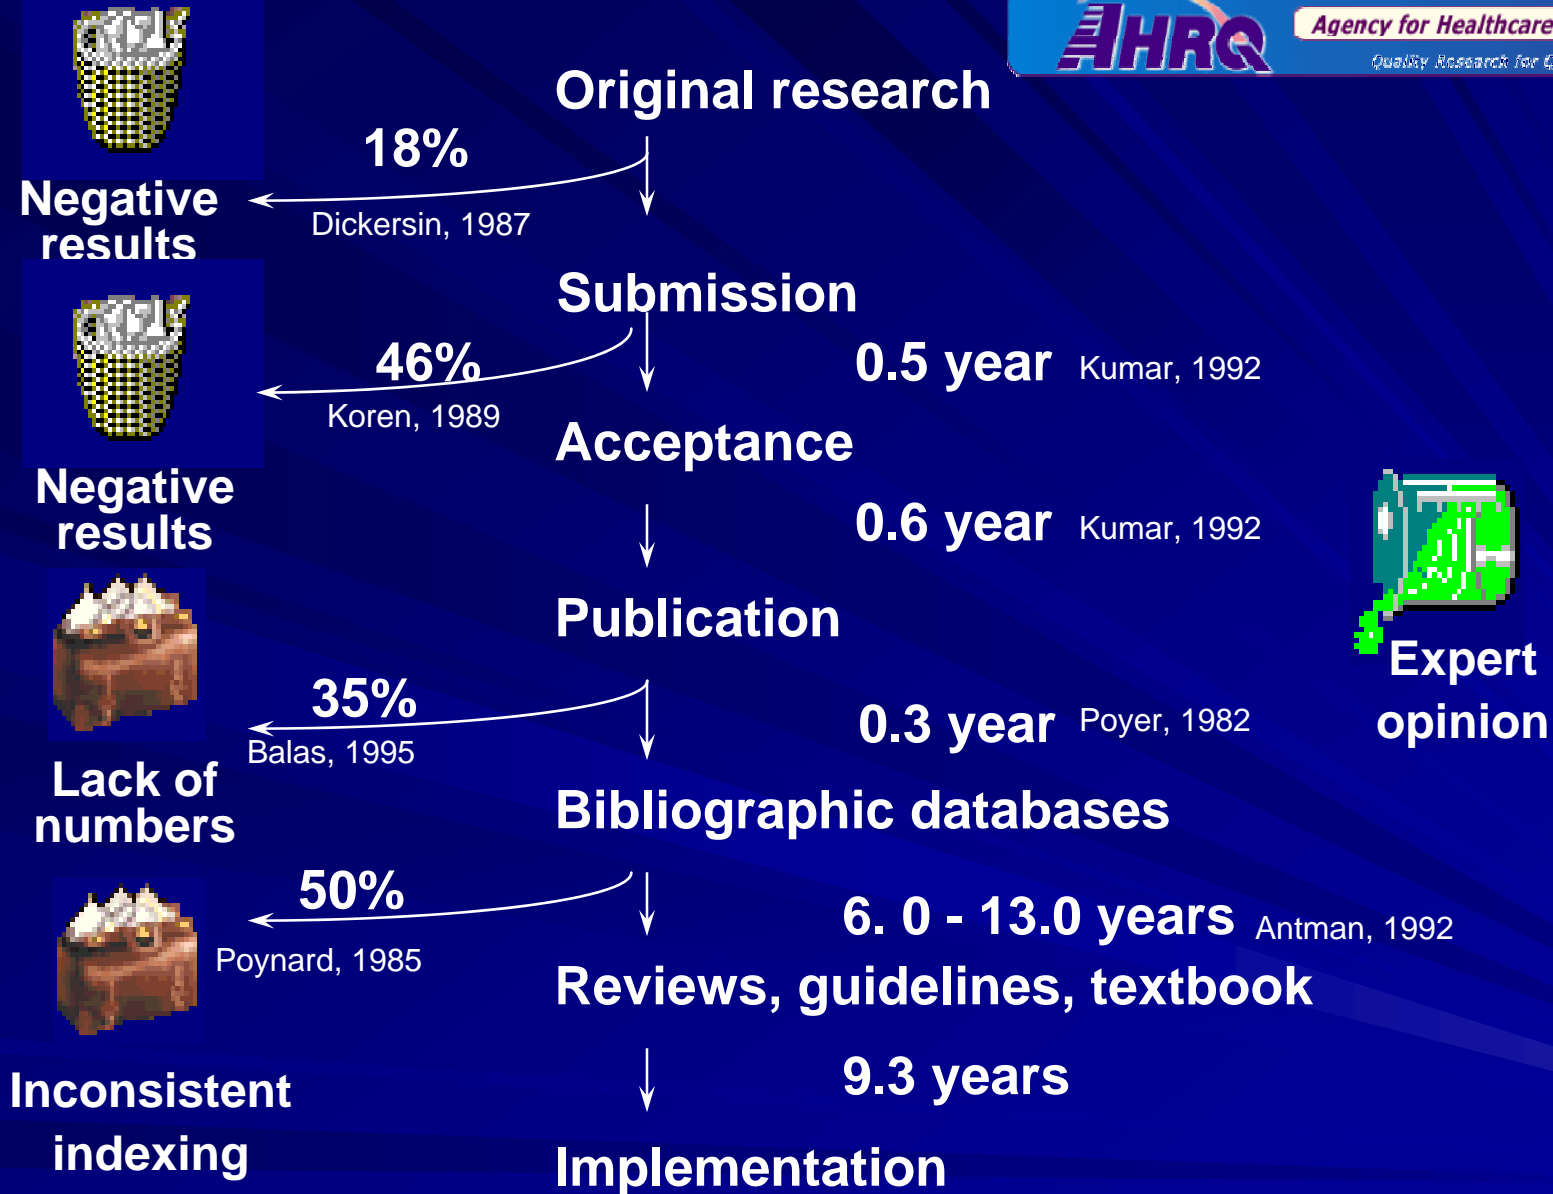 AHRQ
Agency for Healthcare
Quality Research for Q
Original research
18%
Negative
results
Dickersin, 1987
Submission
46%
0.5 year Kumar, 1992
Koren, 1989
Acceptance
Negative
results
0.6 year Kumar, 1992
Publication
Expert
opinion
35%
0.3 year Poyer, 1982
Balas, 1995
Lack of
numbers
Bibliographic databases
50%
6. 0 - 13.0 years Antman, 1992
Poynard, 1985
Reviews, guidelines, textbook
9.3 years
Inconsistent
indexing
Implementation